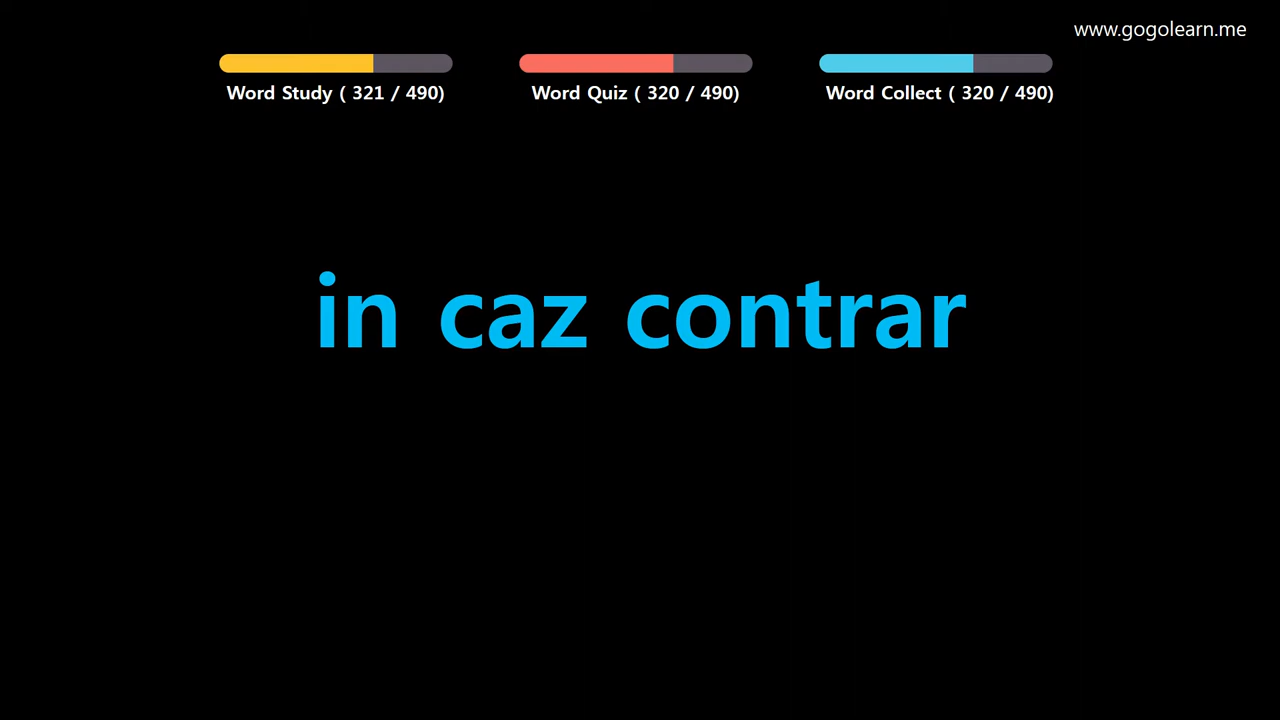 www.gogolearn.me
Word Study ( 321 / 490)
Word Quiz ( 320 / 490)
Word Collect ( 320 / 490)
in caz contrar